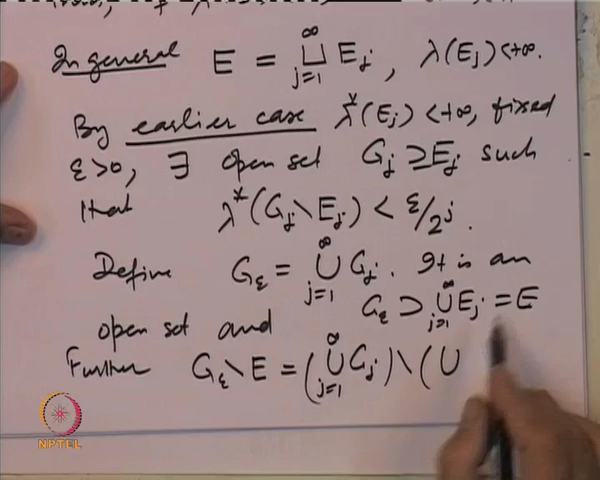 In general E = ⨆_{j=1}^{∞} E_j , λ(E_j) < +∞.
By earlier case λ*(E_j) < +∞, fixed
ε > 0, ∃ open set G_j ⊇ E_j such
that λ*(G_j \ E_j) < ε/2^j .
Define G_ε = ⋃_{j=1}^{∞} G_j . It is an
open set and G_ε ⊃ ⋃_{j=1}^{∞} E_j = E
Further G_ε \ E = (⋃_{j=1}^{∞} G_j) \ (⋃
NPTEL